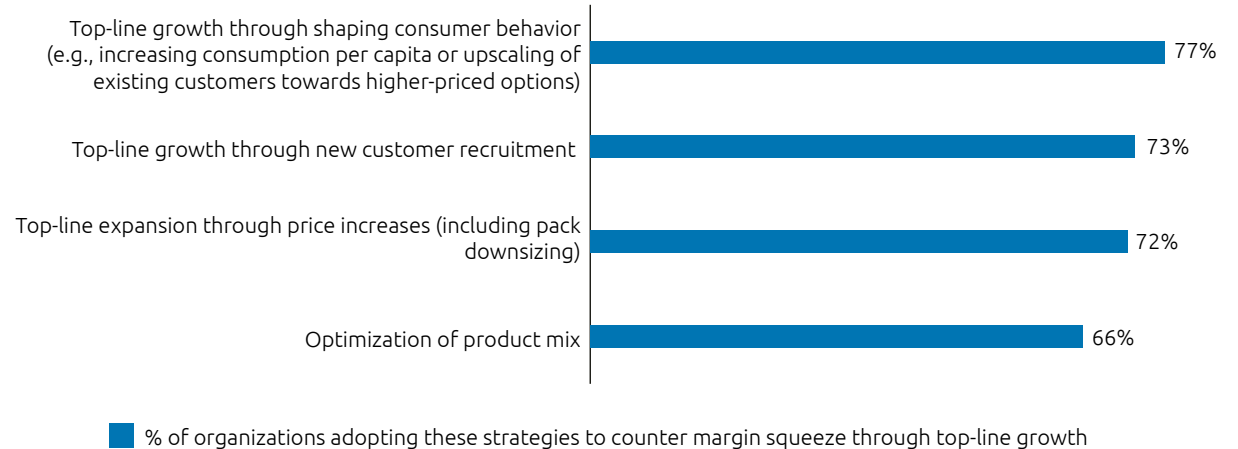 Top-line growth through shaping consumer behavior
(e.g., increasing consumption per capita or upscaling of
existing customers towards higher-priced options)
77%
Top-line growth through new customer recruitment
73%
Top-line expansion through price increases (including pack
downsizing)
72%
Optimization of product mix
66%
% of organizations adopting these strategies to counter margin squeeze through top-line growth